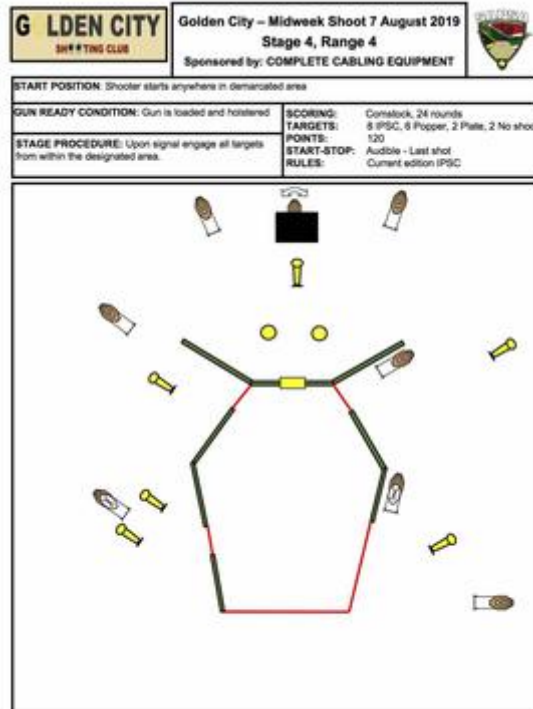 G LDEN CITY
SH TING CLUB
Golden City – Midweek Shoot 7 August 2019
Stage 4, Range 4
Sponsored by: COMPLETE CABLING EQUIPMENT
START POSITION: Shooter starts anywhere in demarcated area
GUN READY CONDITION: Gun is loaded and holstered
STAGE PROCEDURE: Upon signal engage all targets
from within the designated area.
SCORING: Comstock, 24 rounds
TARGETS: 8 IPSC, 6 Popper, 2 Plate, 2 No shoot
POINTS: 120
START-STOP: Audible - Last shot
RULES: Current edition IPSC